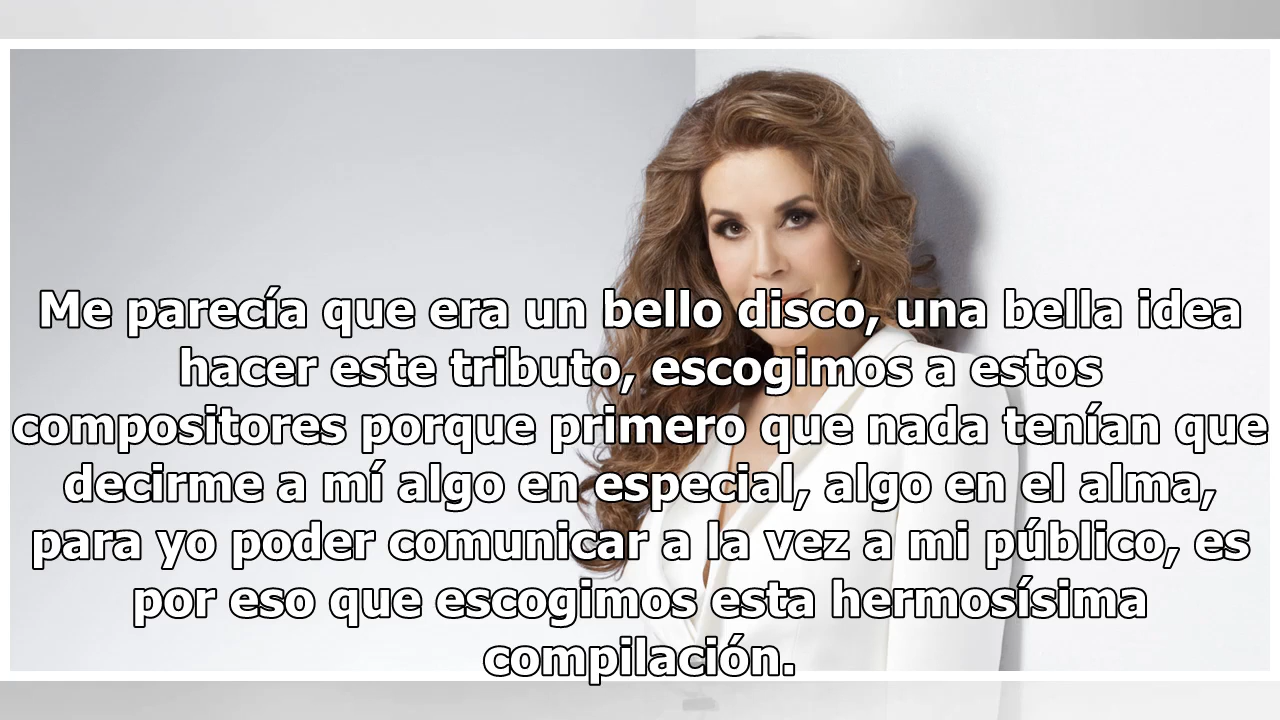 Me parecía que era un bello disco, una bella idea
hacer este tributo, escogimos a estos
compositores porque primero que nada tenían que
decirme a mí algo en especial, algo en el alma,
para yo poder comunicar a la vez a mi público, es
por eso que escogimos esta hermosísima
compilación.